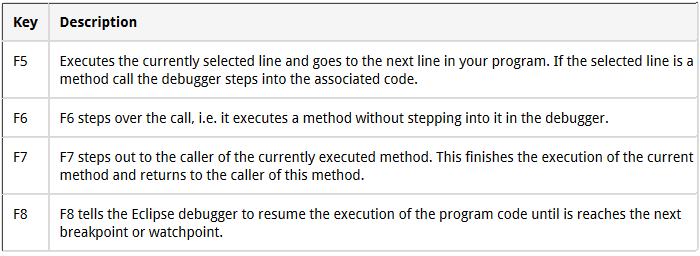 Key Description
F5 Executes the currently selected line and goes to the next line in your program. If the selected line is a
method call the debugger steps into the associated code.
F6 F6 steps over the call, i.e. it executes a method without stepping into it in the debugger.
F7 F7 steps out to the caller of the currently executed method. This finishes the execution of the current
method and returns to the caller of this method.
F8 F8 tells the Eclipse debugger to resume the execution of the program code until is reaches the next
breakpoint or watchpoint.